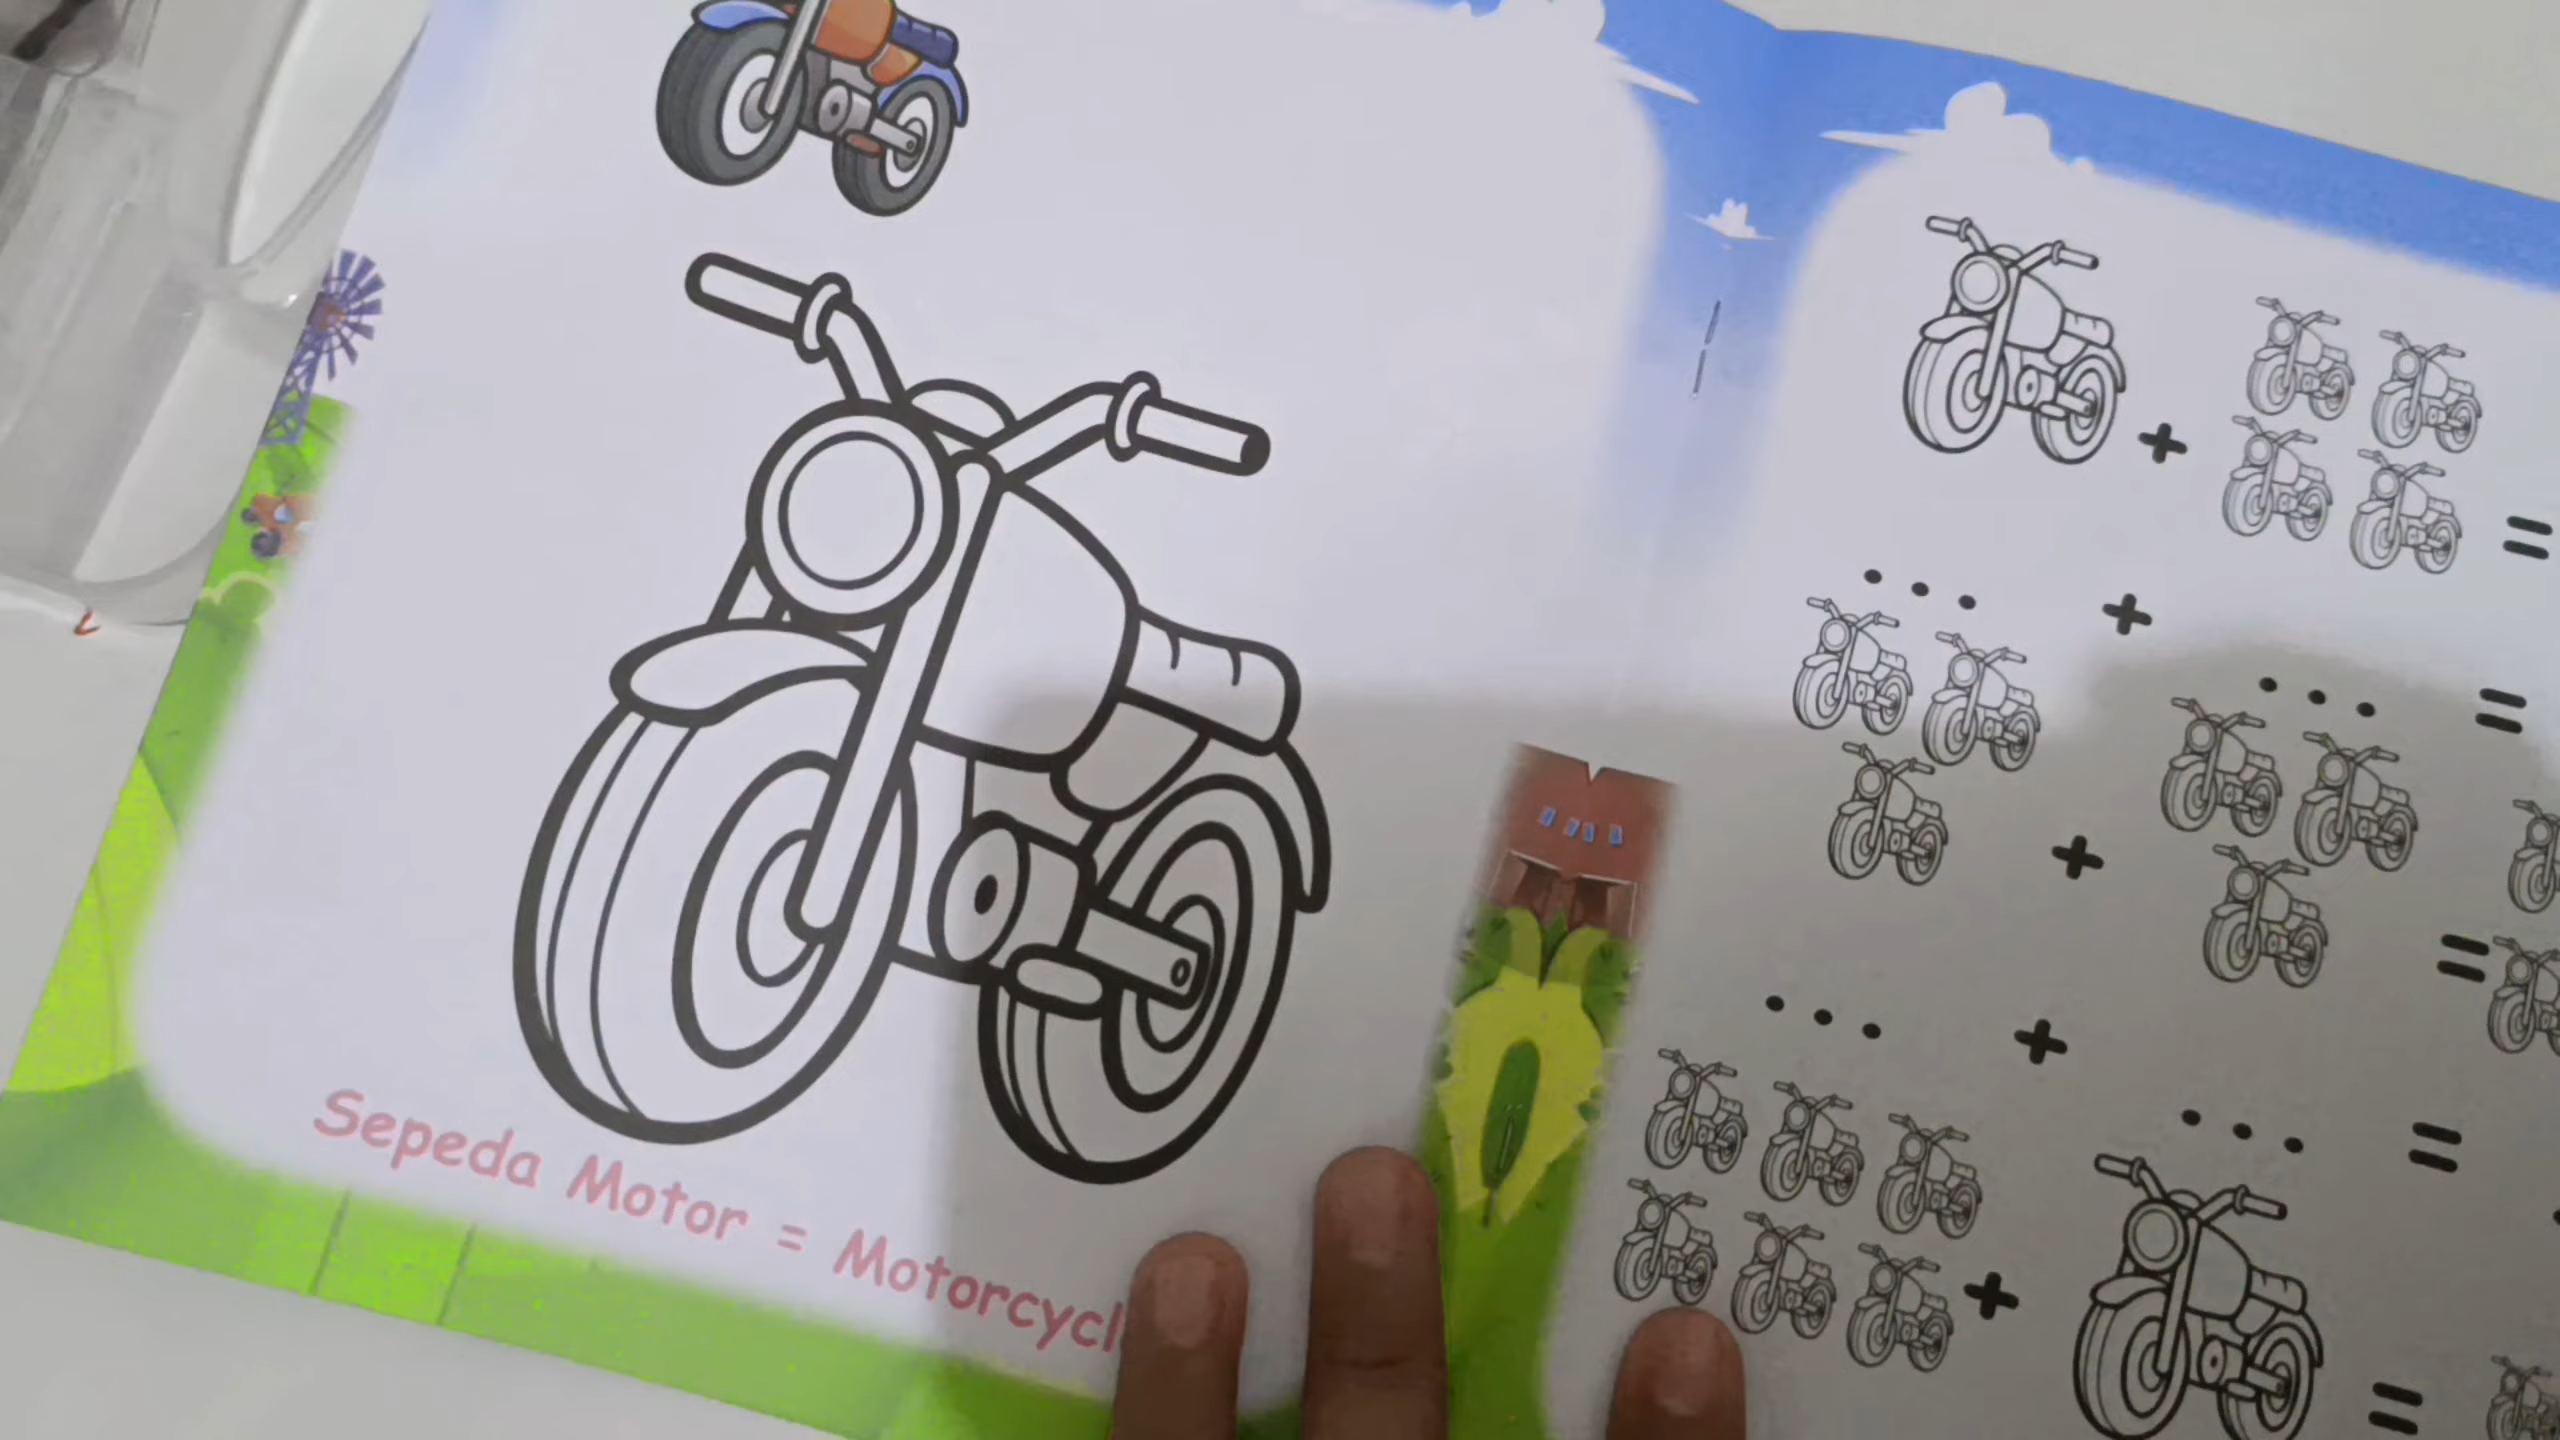 Sepeda Motor = Motorcycl
+ =
... + ... =
+ =
... + ... =
+ =